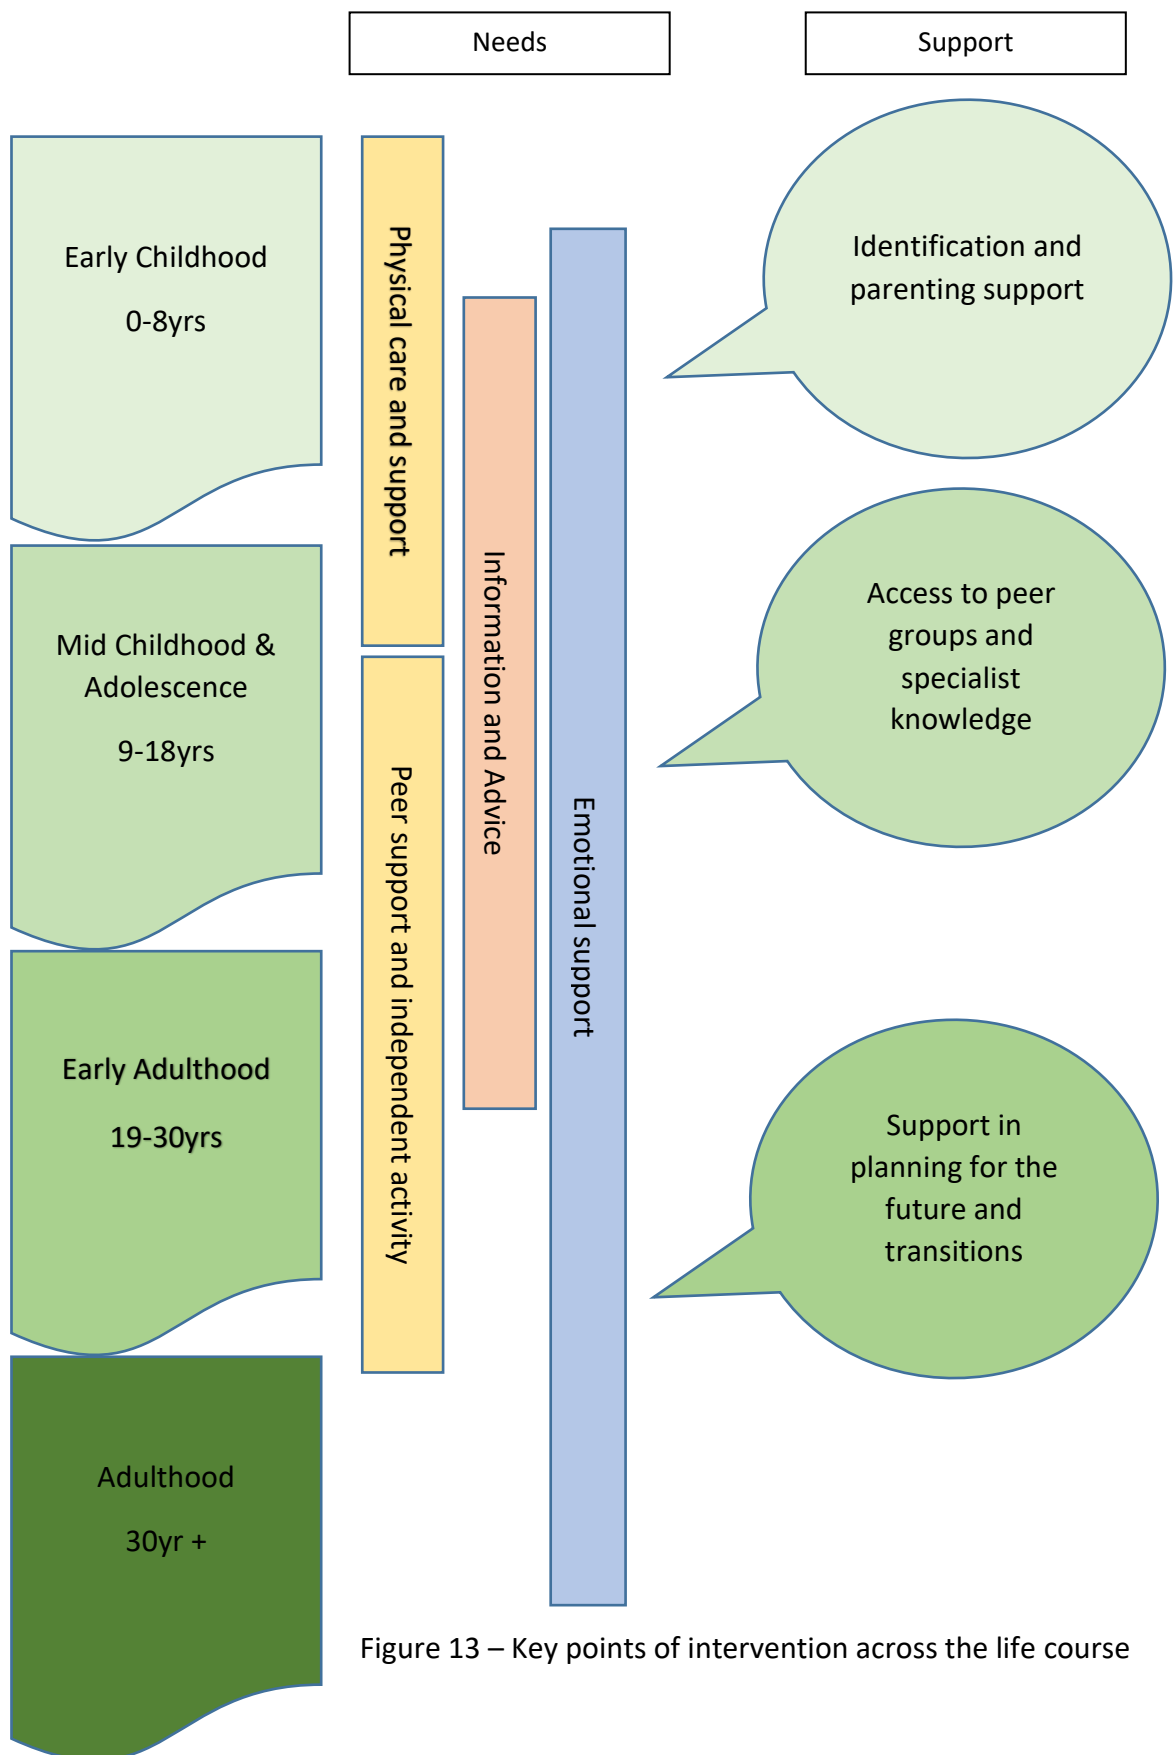 Needs
Support
Early Childhood
0-8yrs
Physical care and support
Identification and
parenting support
Information and Advice
Emotional support
Mid Childhood &
Adolescence
9-18yrs
Access to peer
groups and
specialist
knowledge
Peer support and independent activity
Early Adulthood
19-30yrs
Support in
planning for the
future and
transitions
Adulthood
30yr +
Figure 13 – Key points of intervention across the life course